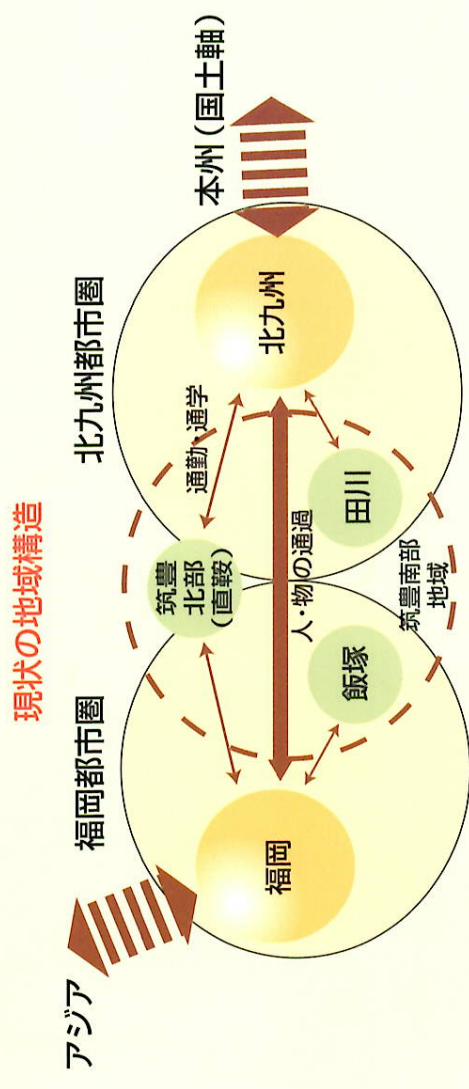 現状の地域構造
アジア
福岡都市圏
北九州都市圏
本州(国土軸)
筑豊
北部
(直鞍)
通勤・通学
福岡
北九州
人・物の通過
飯塚
田川
筑豊南部
地域